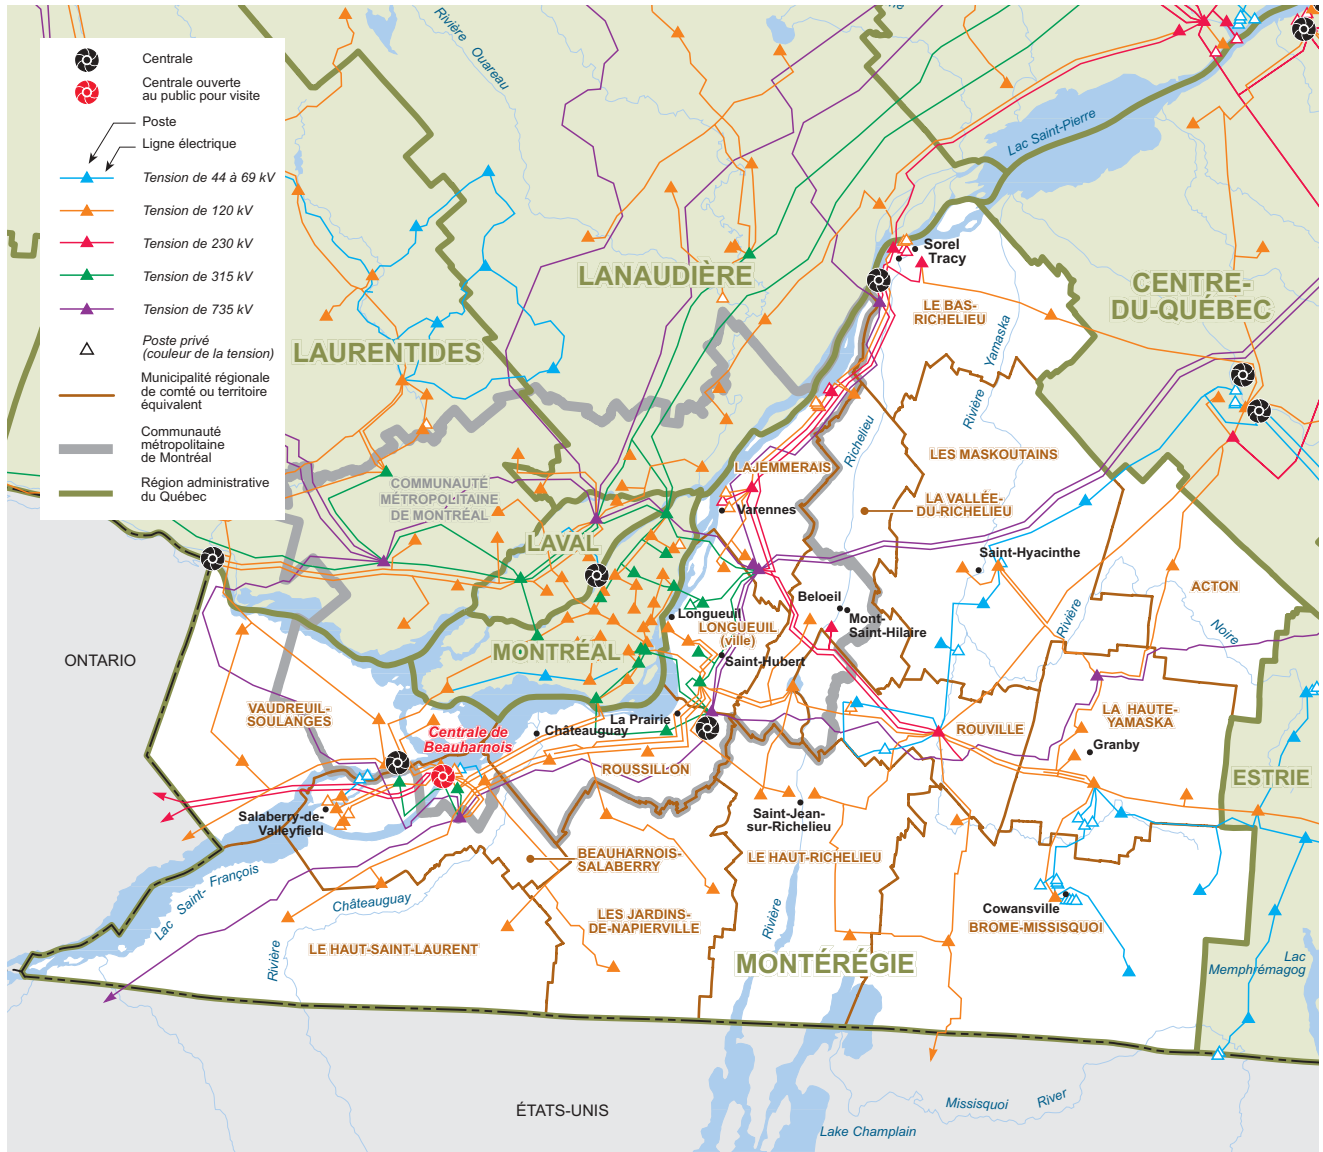 Centrale
Centrale ouverte
au public pour visite
Poste
Ligne électrique
Tension de 44 à 69 kV
Tension de 120 kV
Tension de 230 kV
Tension de 315 kV
Tension de 735 kV
Poste privé
(couleur de la tension)
Municipalité régionale
de comté ou territoire
équivalent
Communauté
métropolitaine
de Montréal
Région administrative
du Québec
Rivière
Ouareau
Lac Saint-Pierre
LANAUDIÈRE
LAURENTIDES
CENTRE-
DU-QUÉBEC
Sorel
Tracy
LE BAS-
RICHELIEU
Rivière
Yamaska
Richelieu
LES MASKOUTAINS
LAJEMMERAIS
LA VALLÉE-
DU-RICHELIEU
COMMUNAUTÉ
MÉTROPOLITAINE
DE MONTRÉAL
Varennes
LAVAL
Saint-Hyacinthe
ACTON
Rivière
Noire
Beloeil
Mont-
Saint-Hilaire
Longueuil
LONGUEUIL
(ville)
Saint-Hubert
MONTRÉAL
ONTARIO
VAUDREUIL-
SOULANGES
Centrale de
Beauharnois
La Prairie
Châteauguay
ROUSSILLON
ROUVILLE
LA HAUTE-
YAMASKA
Granby
ESTRIE
Salaberry-de-
Valleyfield
Saint-Jean-
sur-Richelieu
LE HAUT-RICHELIEU
BEAUHARNOIS-
SALABERRY
Lac Saint- François
Châteauguay
Rivière
LE HAUT-SAINT-LAURENT
LES JARDINS-
DE-NAPIERVILLE
Rivière
Cowansville
BROME-MISSISQUOI
MONTÉRÉGIE
Lac
Memphrémagog
ÉTATS-UNIS
Missisquoi
River
Lake Champlain